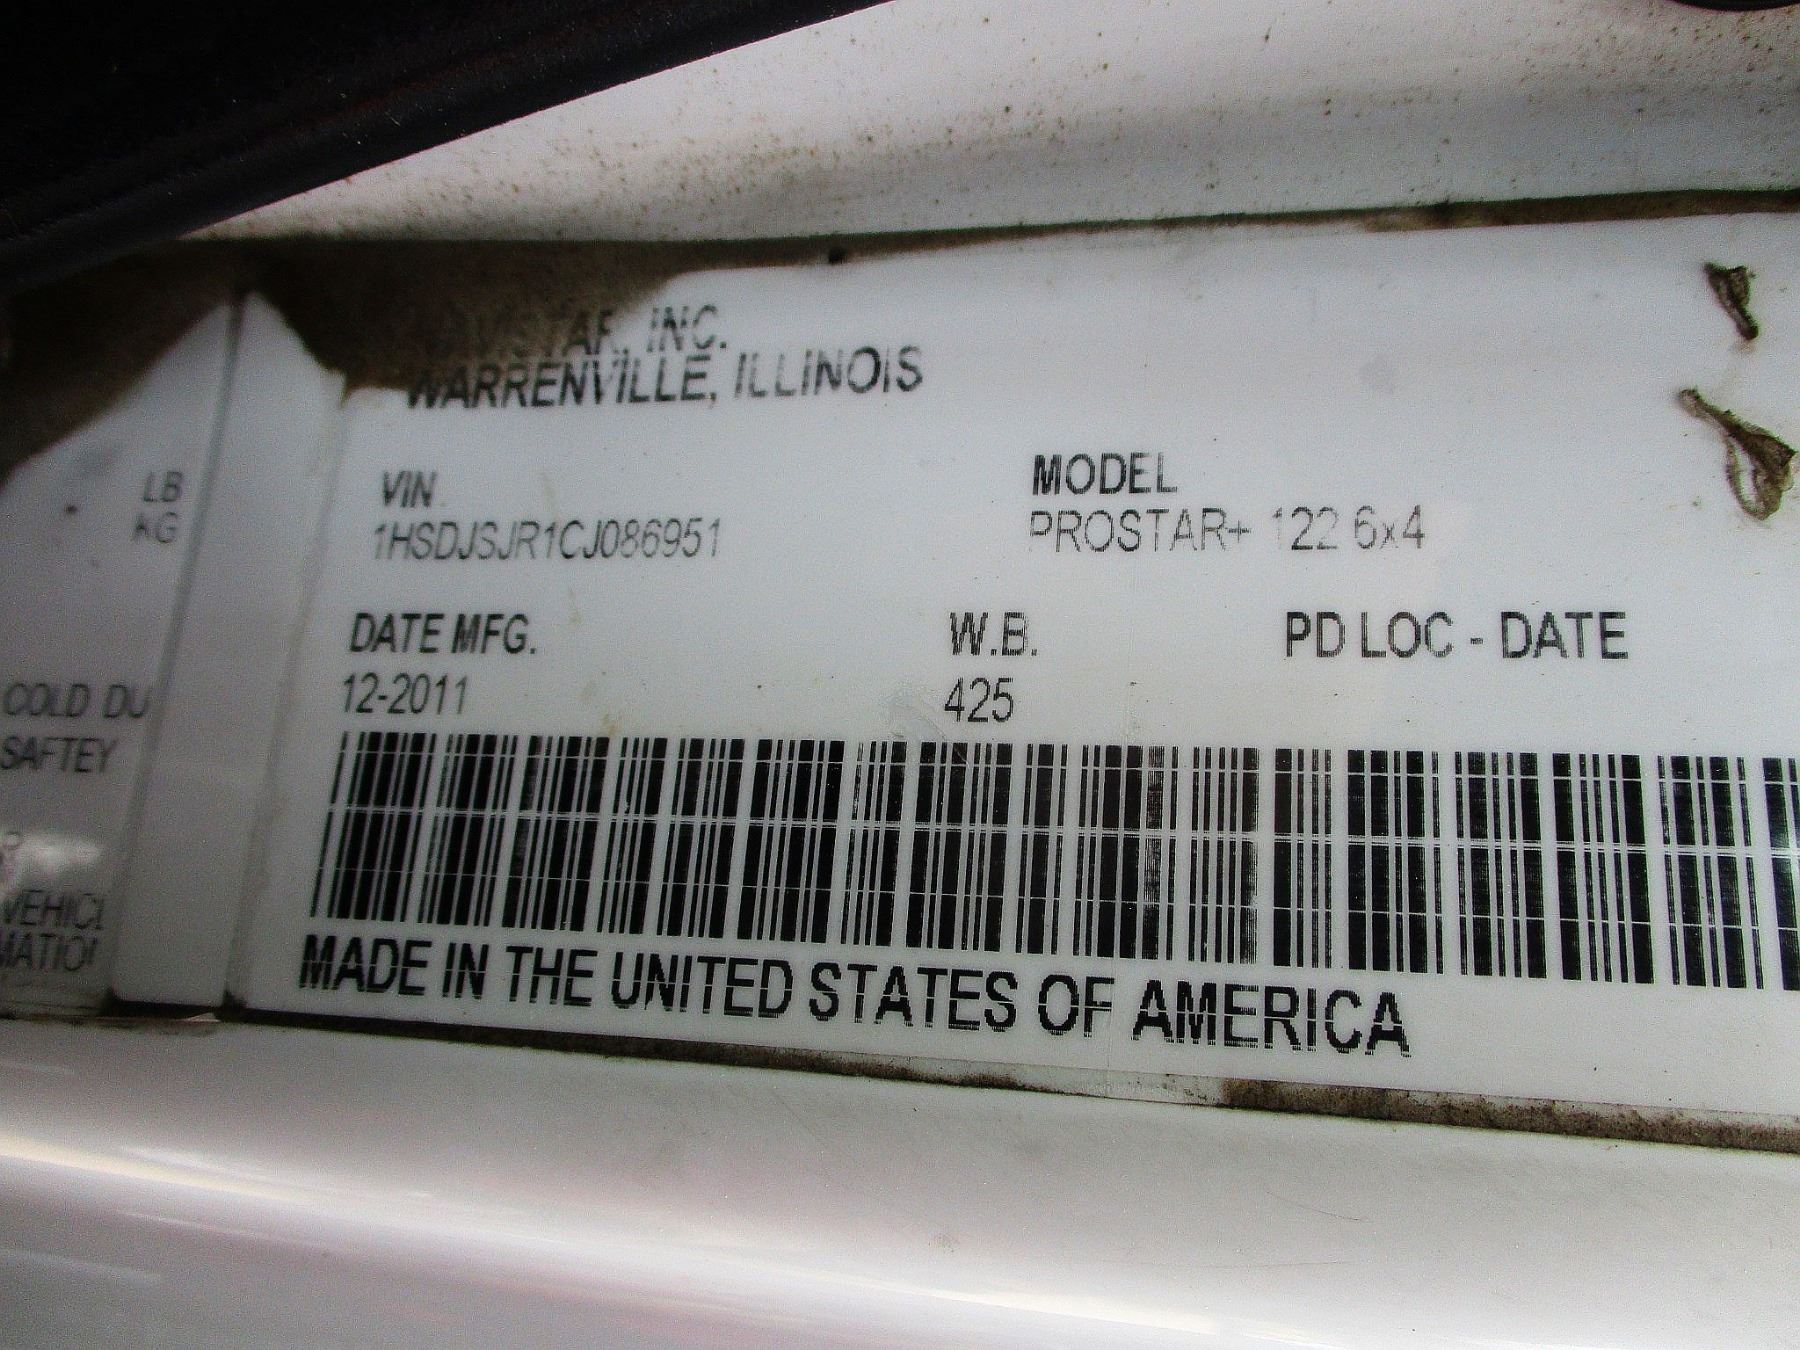 INC.
WARRENVILLE, ILLINOIS
VIN
1HSDJSJR1CJ086951
MODEL
PROSTAR+ 122 6x4
DATE MFG.
12-2011
W.B.
425
PD LOC - DATE
MADE IN THE UNITED STATES OF AMERICA
LB
KG
COLD DU
SAFTEY
VEHICL
MATION